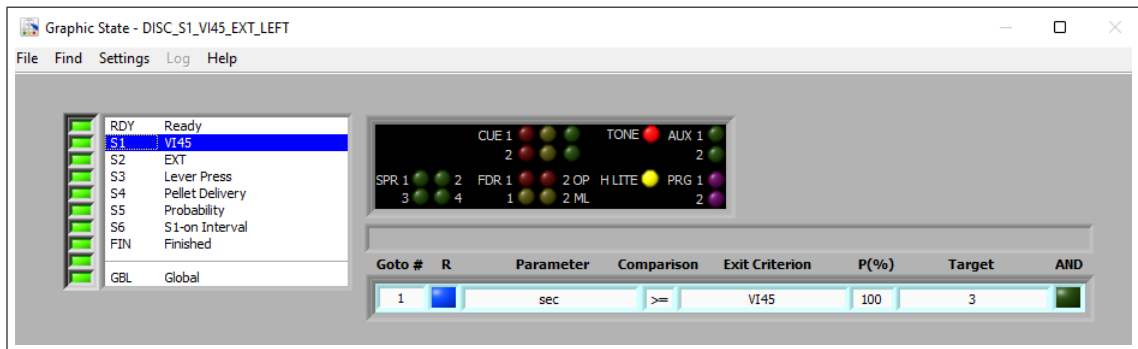 Graphic State - DISC_S1_VI45_EXT_LEFT
File Find Settings Log Help
RDY Ready
S1 VI45
S2 EXT
S3 Lever Press
S4 Pellet Delivery
S5 Probability
S6 S1-on Interval
FIN Finished
GBL Global
CUE 1 TONE AUX 1
2 2
SPR 1 2 FDR 1 2 OP H LITE PRG 1
3 4 1 2 ML 2
Goto # R Parameter Comparison Exit Criterion P(%) Target AND
1 sec >= VI45 100 3